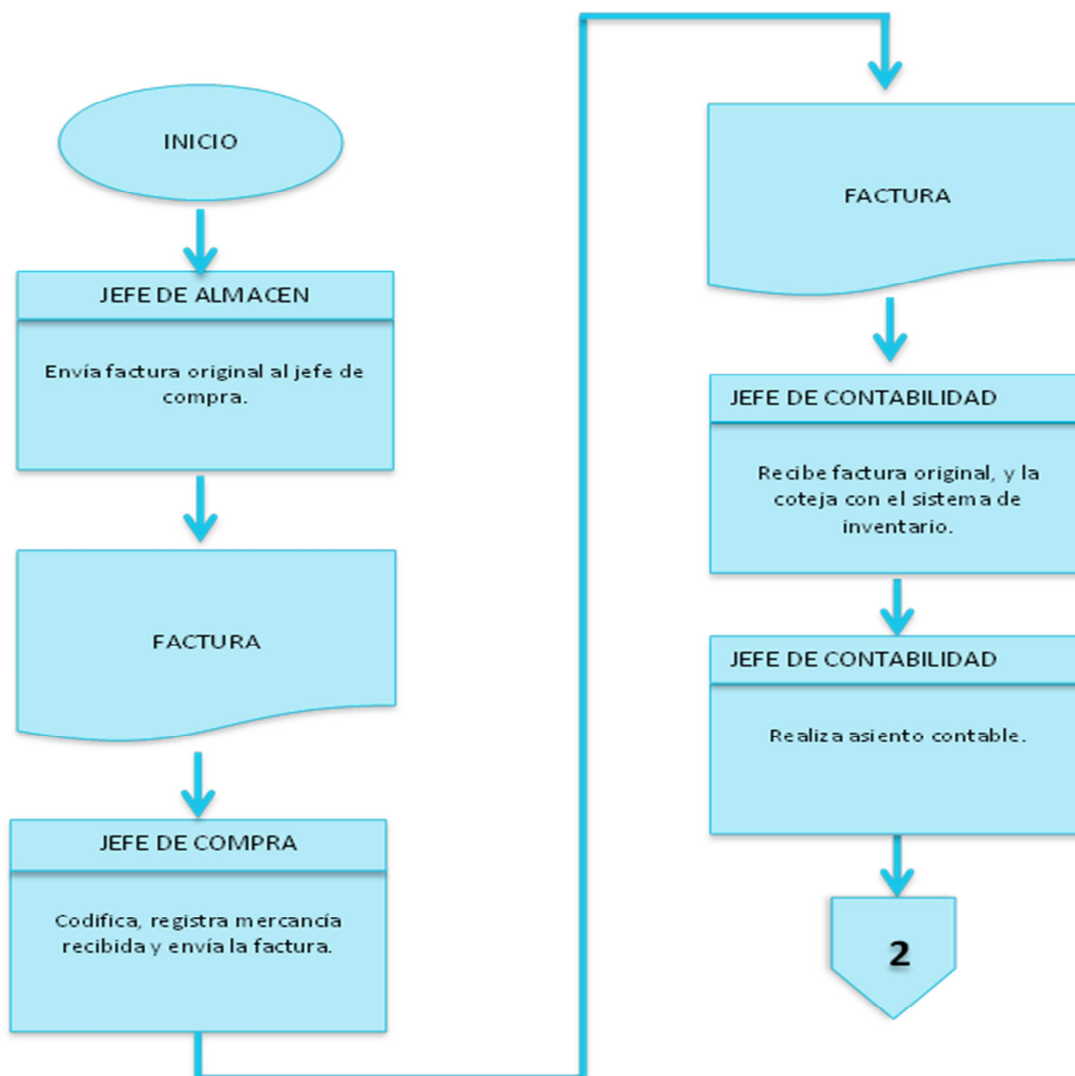 INICIO
JEFE DE ALMACEN
Envía factura original al jefe de
compra.
FACTURA
JEFE DE COMPRA
Codifica, registra mercancía
recibida y envía la factura.
FACTURA
JEFE DE CONTABILIDAD
Recibe factura original, y la
coteja con el sistema de
inventario.
JEFE DE CONTABILIDAD
Realiza asiento contable.
2